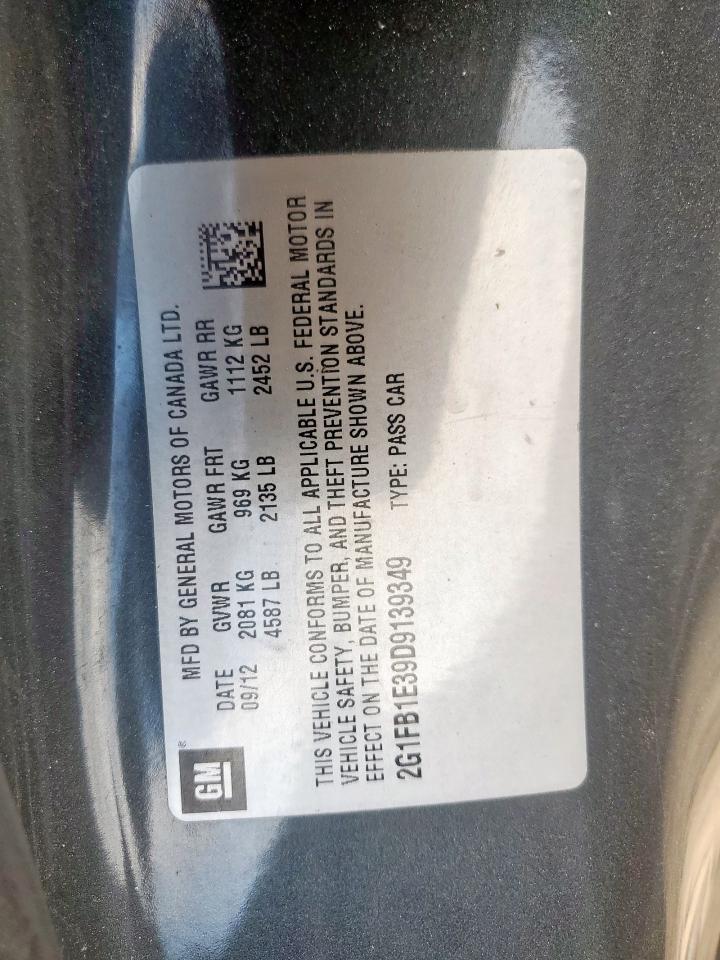 GM®
MFD BY GENERAL MOTORS OF CANADA LTD.
DATE GVWR GAWR FRT GAWR RR
09/12 2081 KG 969 KG 1112 KG
4587 LB 2135 LB 2452 LB
THIS VEHICLE CONFORMS TO ALL APPLICABLE U.S. FEDERAL MOTOR
VEHICLE SAFETY, BUMPER, AND THEFT PREVENTION STANDARDS IN
EFFECT ON THE DATE OF MANUFACTURE SHOWN ABOVE.
2G1FB1E39D9139349 TYPE: PASS CAR